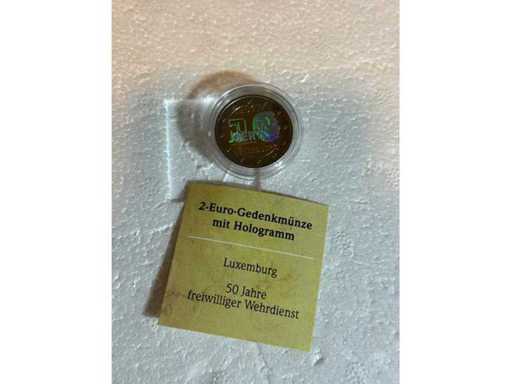 2-Euro-Gedenkmünze
mit Hologramm
Luxemburg
50 Jahre
freiwilliger Wehrdienst